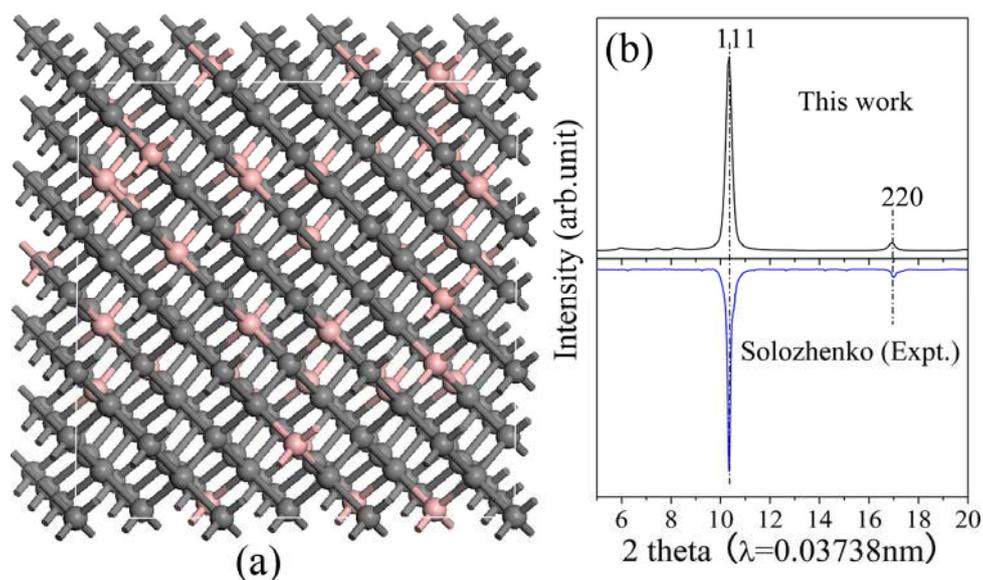 (a)
(b)
111
This work
220
Solozhenko (Expt.)
Intensity (arb.unit)
6 8 10 12 14 16 18 20
2 theta (λ=0.03738nm)